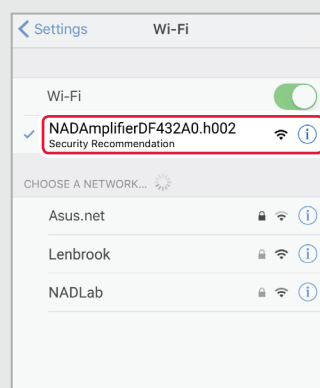 Settings
Wi-Fi
Wi-Fi
NADAmplifierDF432A0.h002
Security Recommendation
CHOOSE A NETWORK...
Asus.net
Lenbrook
NADLab